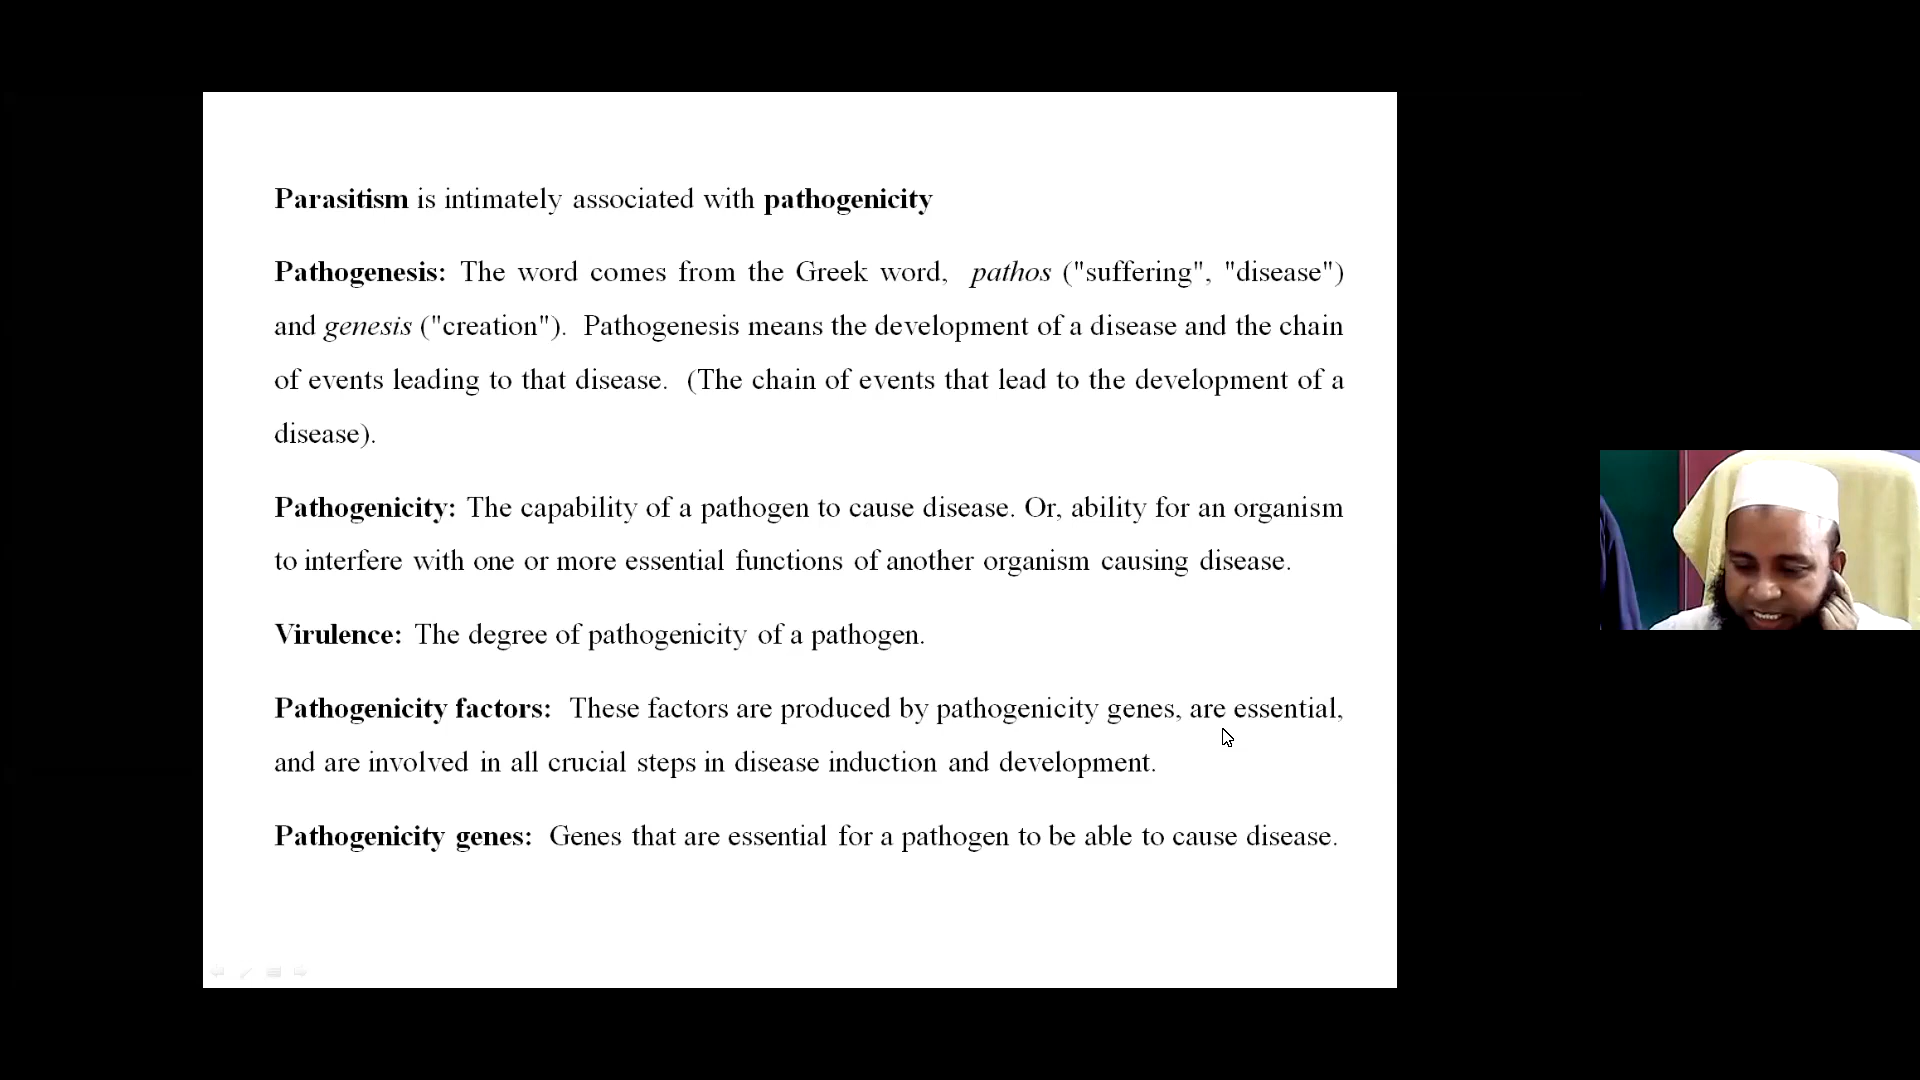 Parasitism is intimately associated with pathogenicity
Pathogenesis: The word comes from the Greek word, pathos ("suffering", "disease")
and genesis ("creation"). Pathogenesis means the development of a disease and the chain
of events leading to that disease. (The chain of events that lead to the development of a
disease).
Pathogenicity: The capability of a pathogen to cause disease. Or, ability for an organism
to interfere with one or more essential functions of another organism causing disease.
Virulence: The degree of pathogenicity of a pathogen.
Pathogenicity factors: These factors are produced by pathogenicity genes, are essential,
and are involved in all crucial steps in disease induction and development.
Pathogenicity genes: Genes that are essential for a pathogen to be able to cause disease.